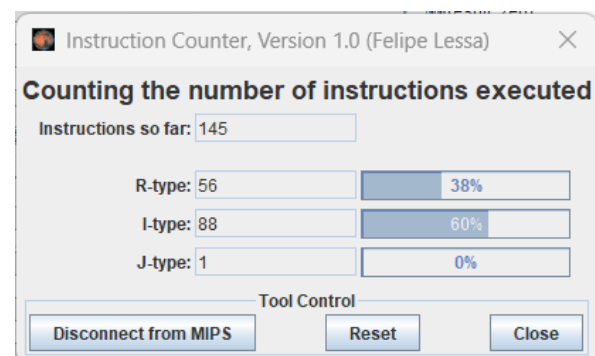 Instruction Counter, Version 1.0 (Felipe Lessa)
Counting the number of instructions executed
Instructions so far: 145
R-type: 56 38%
I-type: 88 60%
J-type: 1 0%
Tool Control
Disconnect from MIPS Reset Close